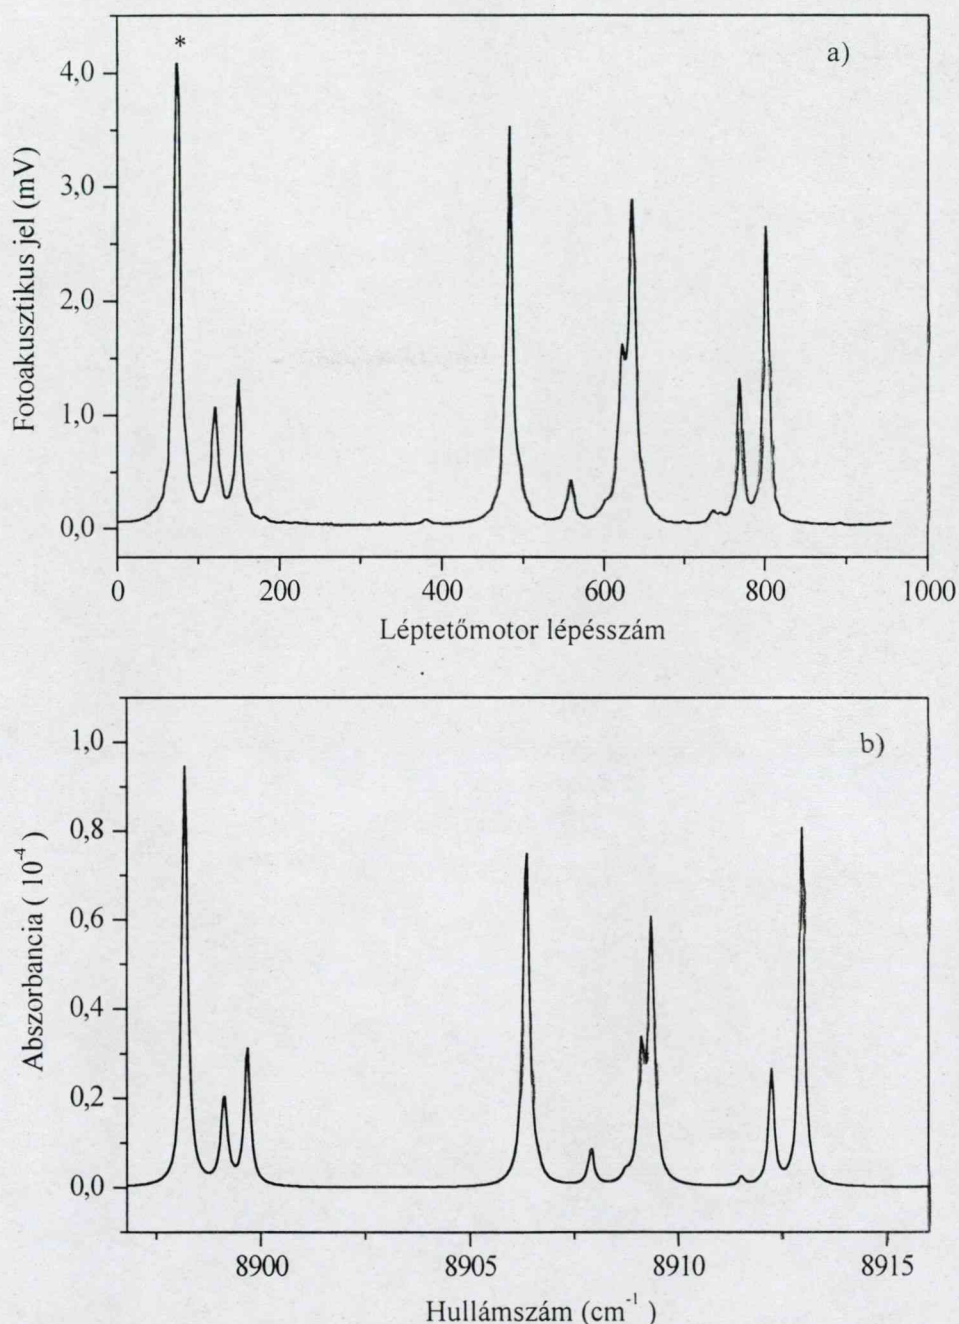 *
a)
4,0
3,0
2,0
1,0
0,0
Fotoakusztikus jel (mV)
0 200 400 600 800 1000
Léptetőmotor lépésszám
b)
1,0
0,8
0,6
0,4
0,2
0,0
Abszorbancia ( 10⁻⁴ )
8900 8905 8910 8915
Hullámszám (cm⁻¹ )